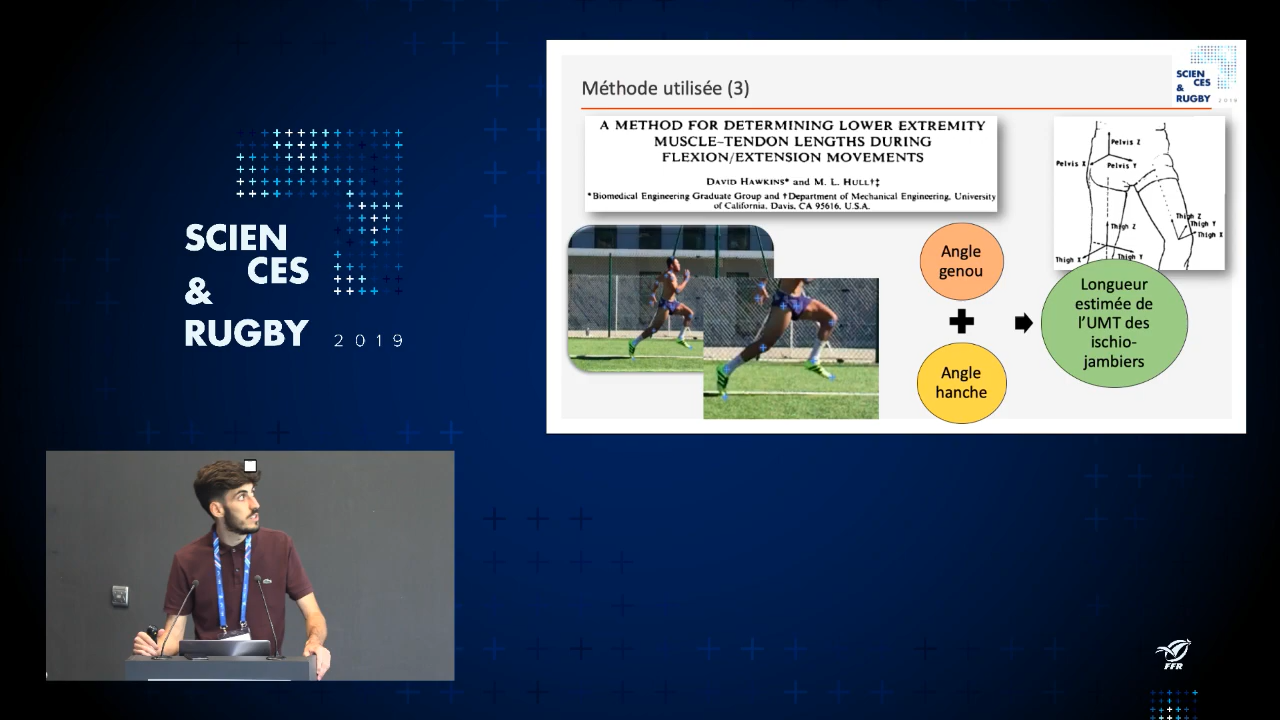 SCIEN
CES
&
RUGBY 2019
Méthode utilisée (3)
SCIEN
CES
&
RUGBY 2019
A METHOD FOR DETERMINING LOWER EXTREMITY
MUSCLE-TENDON LENGTHS DURING
FLEXION/EXTENSION MOVEMENTS
DAVID HAWKINS* and M. L. HULL†‡
*Biomedical Engineering Graduate Group and †Department of Mechanical Engineering, University
of California, Davis, CA 95616, U.S.A.
Pelvis Z
Pelvis X
Pelvis Y
Thigh Z
Thigh Y
Thigh X
Thigh Z
Thigh Y
Thigh X
Angle
genou
Angle
hanche
Longueur
estimée de
l'UMT des
ischio-
jambiers
FFR